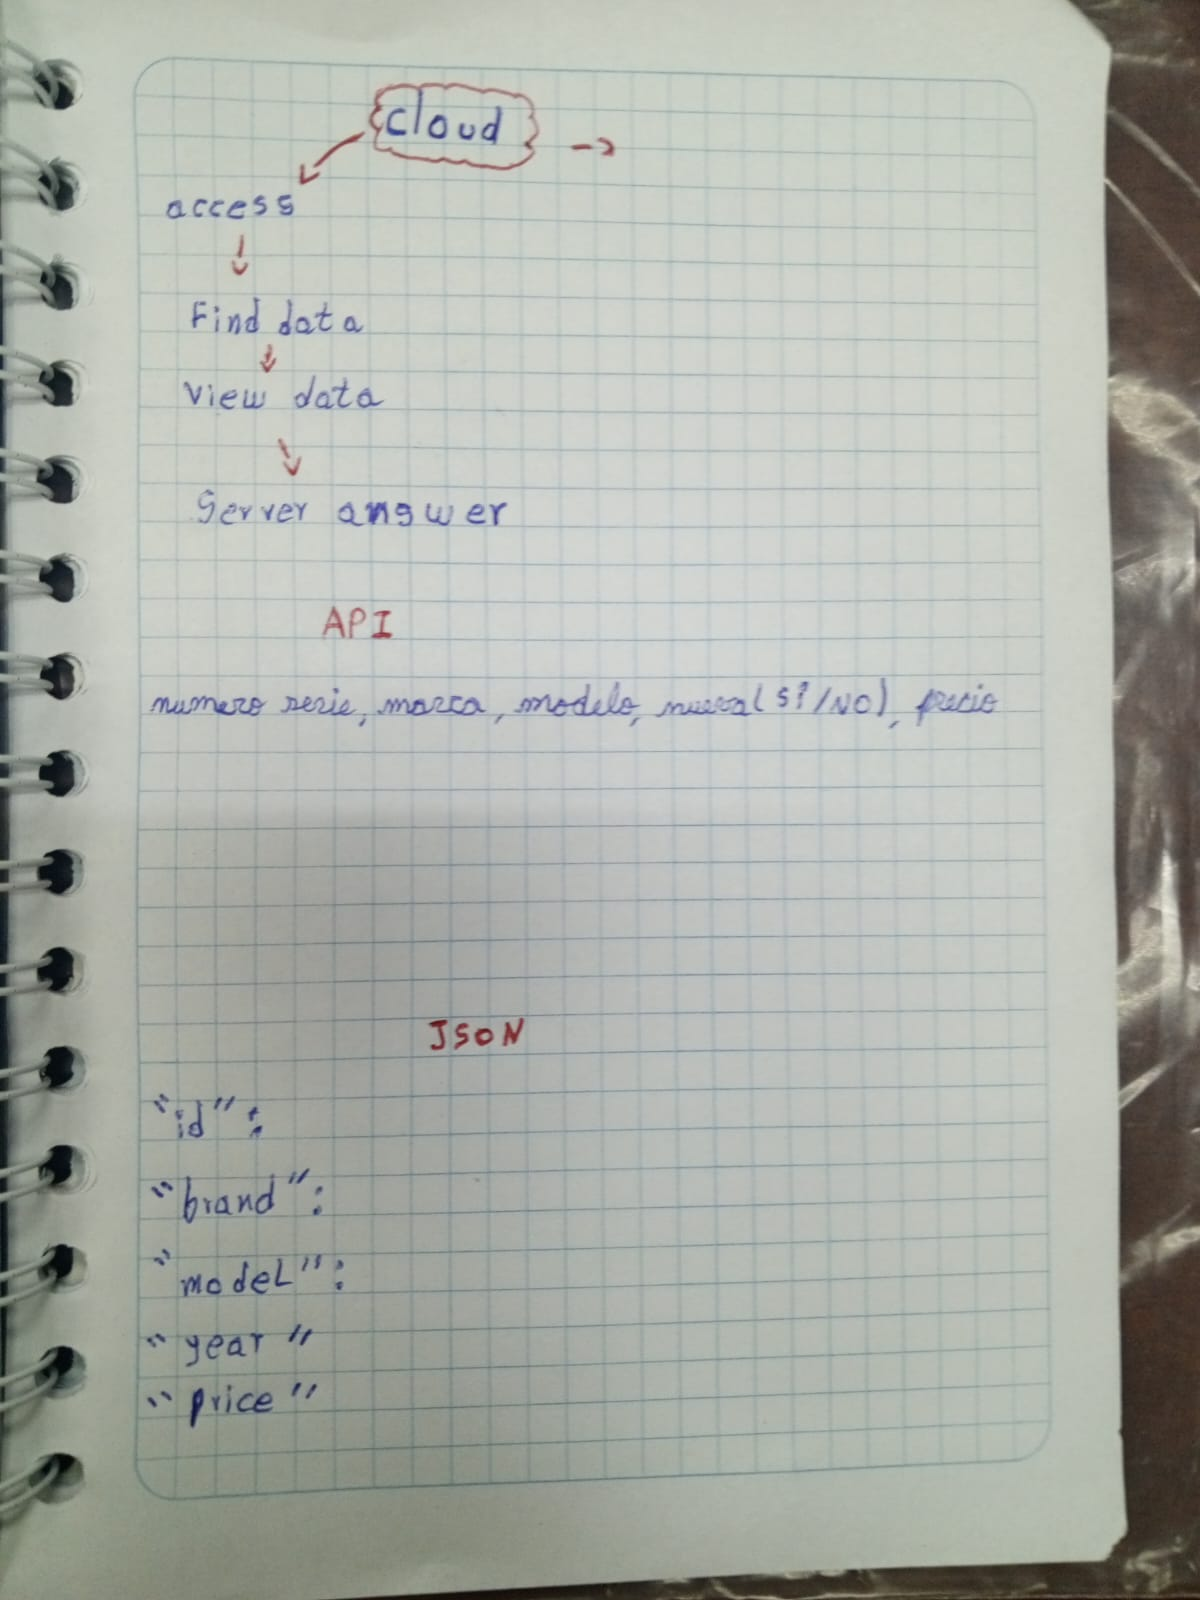 cloud →
access
↓
Find data
↓
View data
↓
Server answer
API
numero serie, marca, modelo, nueva (SI/NO), precio
JSON
"id":
"brand":
"modeL":
"year"
"price"